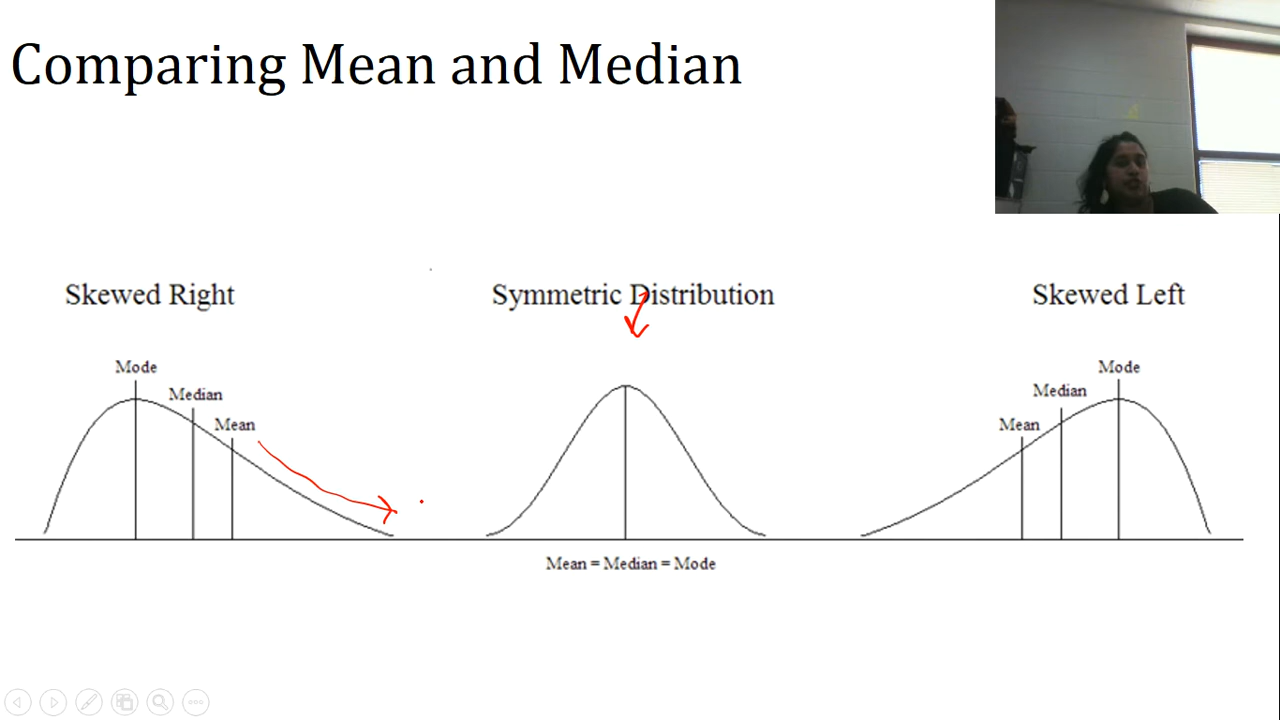 Comparing Mean and Median
Skewed Right
Symmetric Distribution
Skewed Left
Mode
Median
Mean
Mean = Median = Mode
Mode
Median
Mean